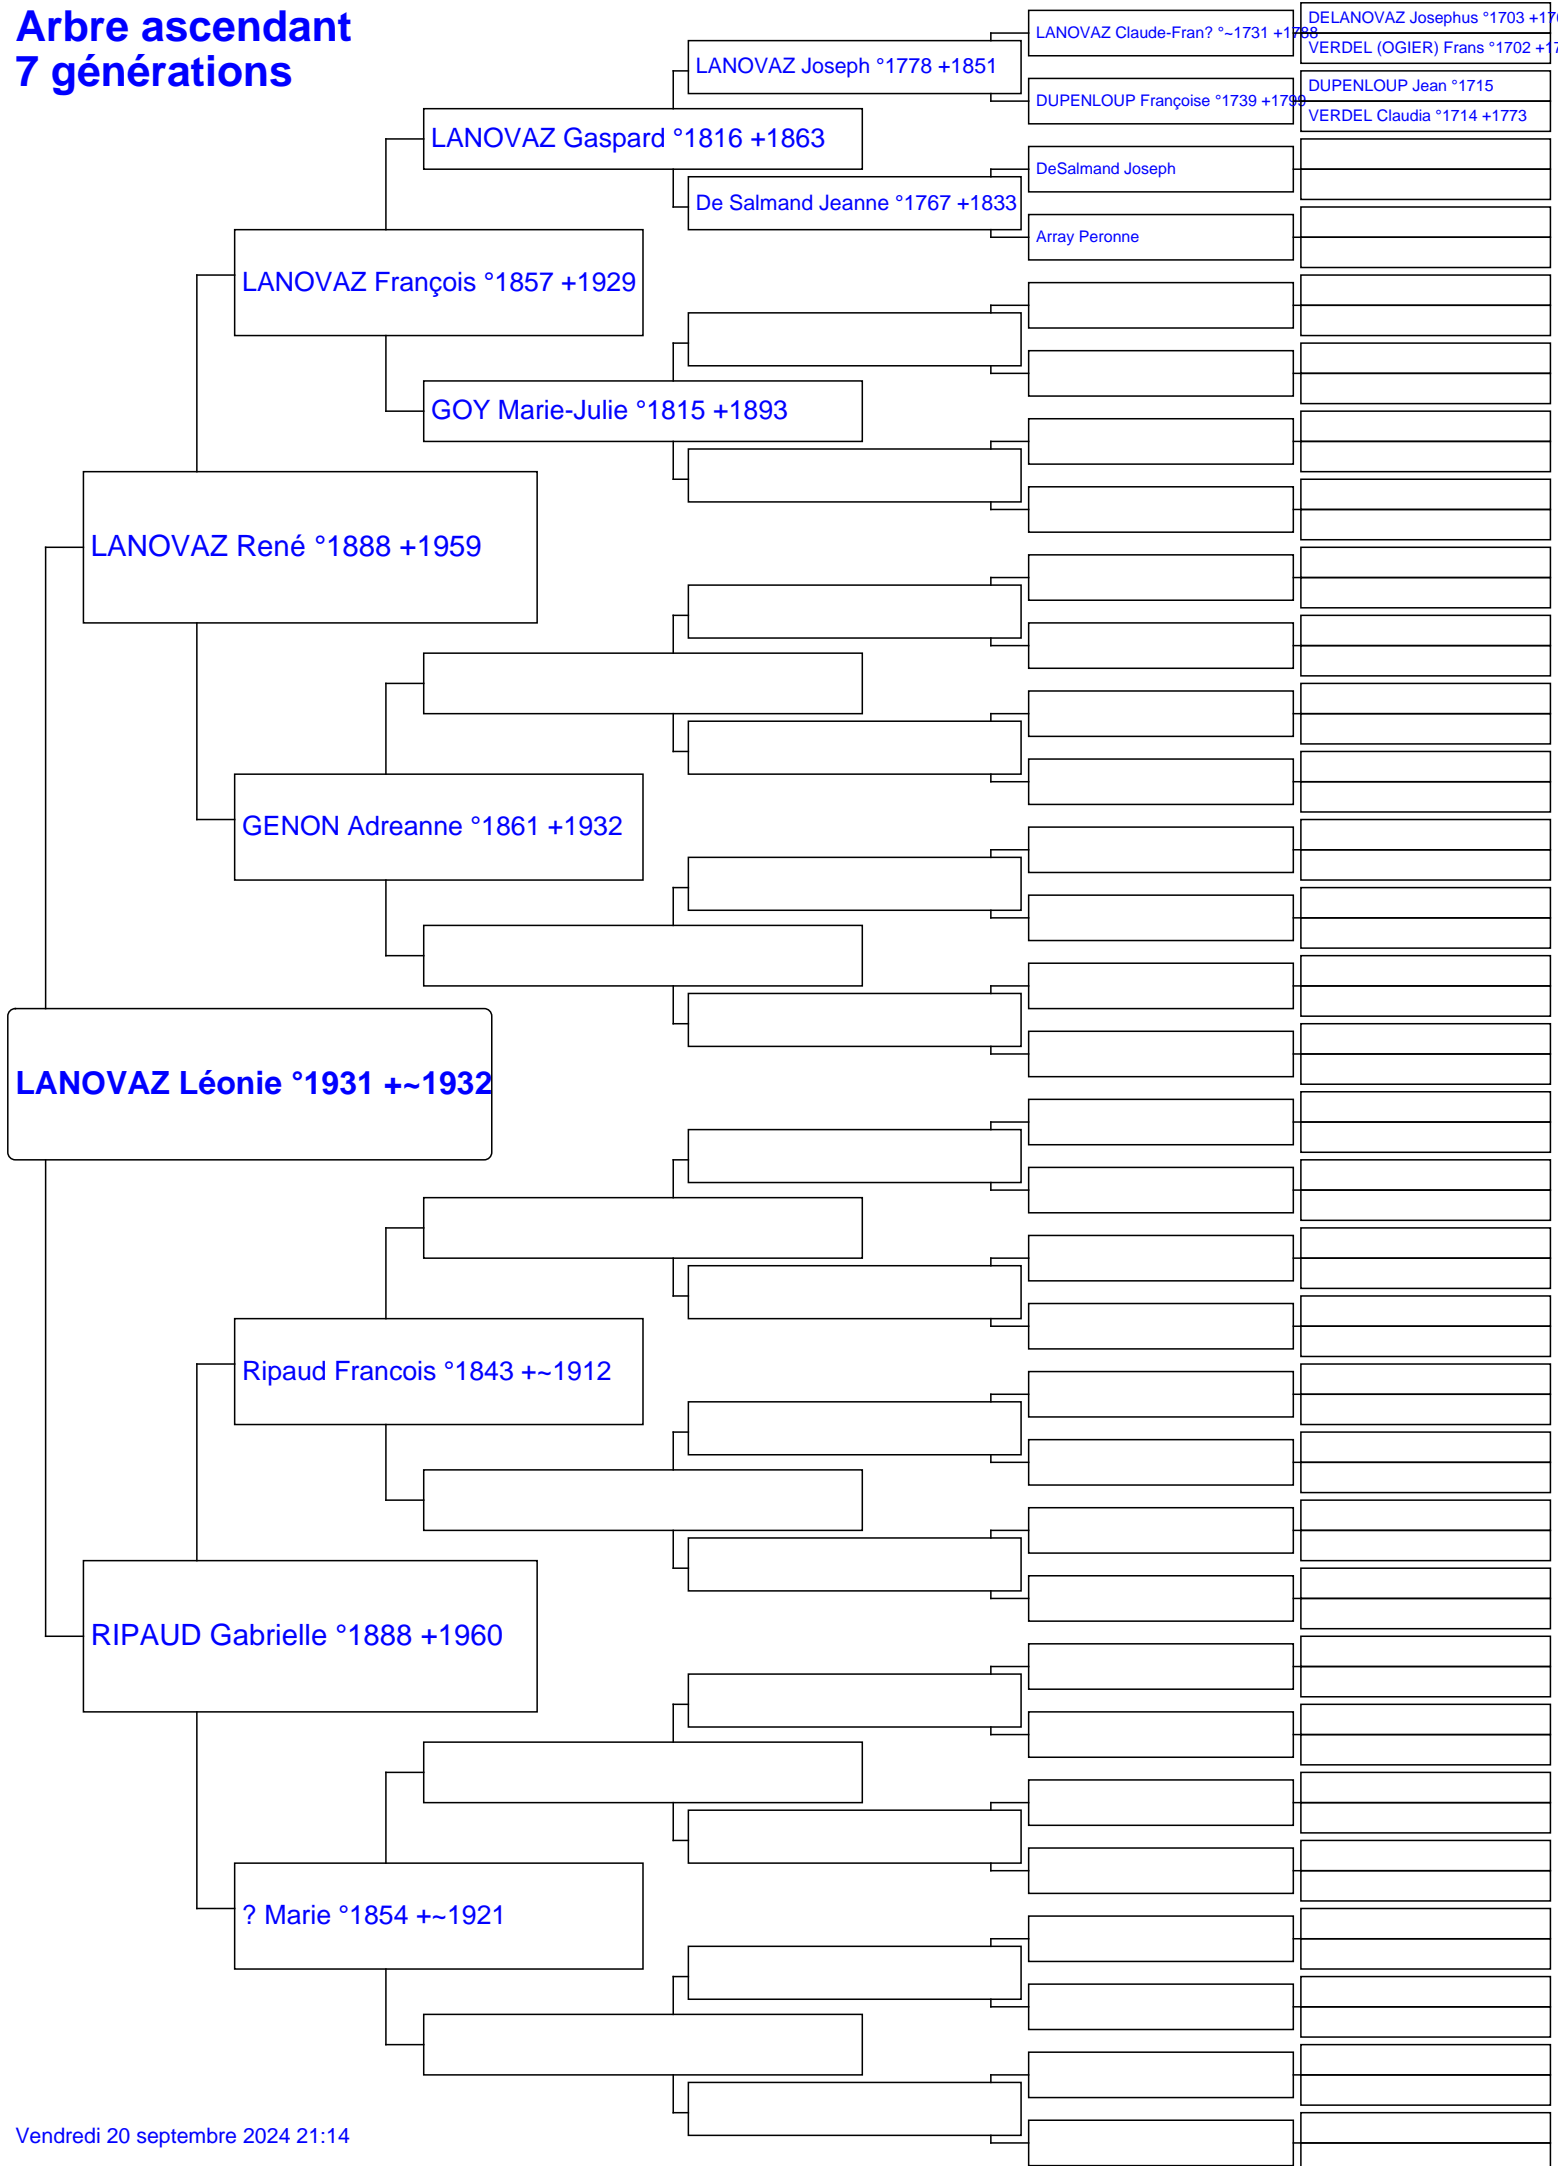 Arbre ascendant
7 générations
LANOVAZ Léonie °1931 +~1932
LANOVAZ René °1888 +1959
RIPAUD Gabrielle °1888 +1960
LANOVAZ François °1857 +1929
GENON Adreanne °1861 +1932
Ripaud Francois °1843 +~1912
? Marie °1854 +~1921
LANOVAZ Gaspard °1816 +1863
GOY Marie-Julie °1815 +1893
LANOVAZ Joseph °1778 +1851
De Salmand Jeanne °1767 +1833
LANOVAZ Claude-Fran? °~1731 +1788
DUPENLOUP Françoise °1739 +1799
DeSalmand Joseph
Array Peronne
DELANOVAZ Josephus °1703
VERDEL (OGIER) Frans °1702
DUPENLOUP Jean °1715
VERDEL Claudia °1714 +1773
Vendredi 20 septembre 2024 21:14